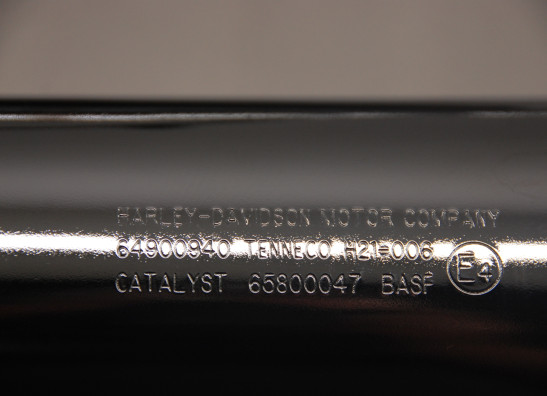 HARLEY-DAVIDSON MOTOR COMPANY
64900940 TENNECO H21-006
CATALYST 65800047 BASF E4